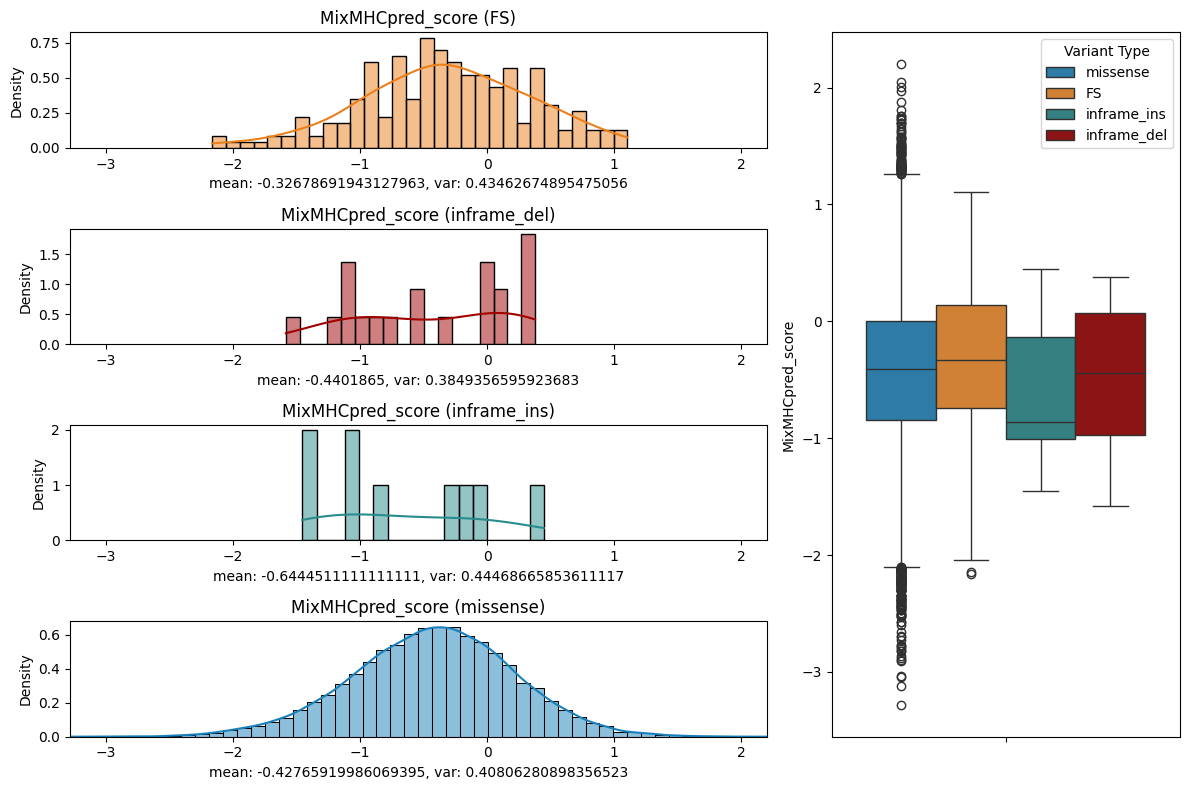 MixMHCpred_score (FS)
Density
0.75
0.50
0.25
0.00
−3 −2 −1 0 1 2
mean: -0.32678691943127963, var: 0.43462674895475056
MixMHCpred_score (inframe_del)
Density
1.5
1.0
0.5
0.0
−3 −2 −1 0 1 2
mean: -0.4401865, var: 0.3849356595923683
MixMHCpred_score (inframe_ins)
Density
2
1
0
−3 −2 −1 0 1 2
mean: -0.6444511111111111, var: 0.44468665853611117
MixMHCpred_score (missense)
Density
0.6
0.4
0.2
0.0
−3 −2 −1 0 1 2
mean: -0.42765919986069395, var: 0.40806280898356523
MixMHCpred_score
2
1
0
−1
−2
−3
Variant Type
missense
FS
inframe_ins
inframe_del